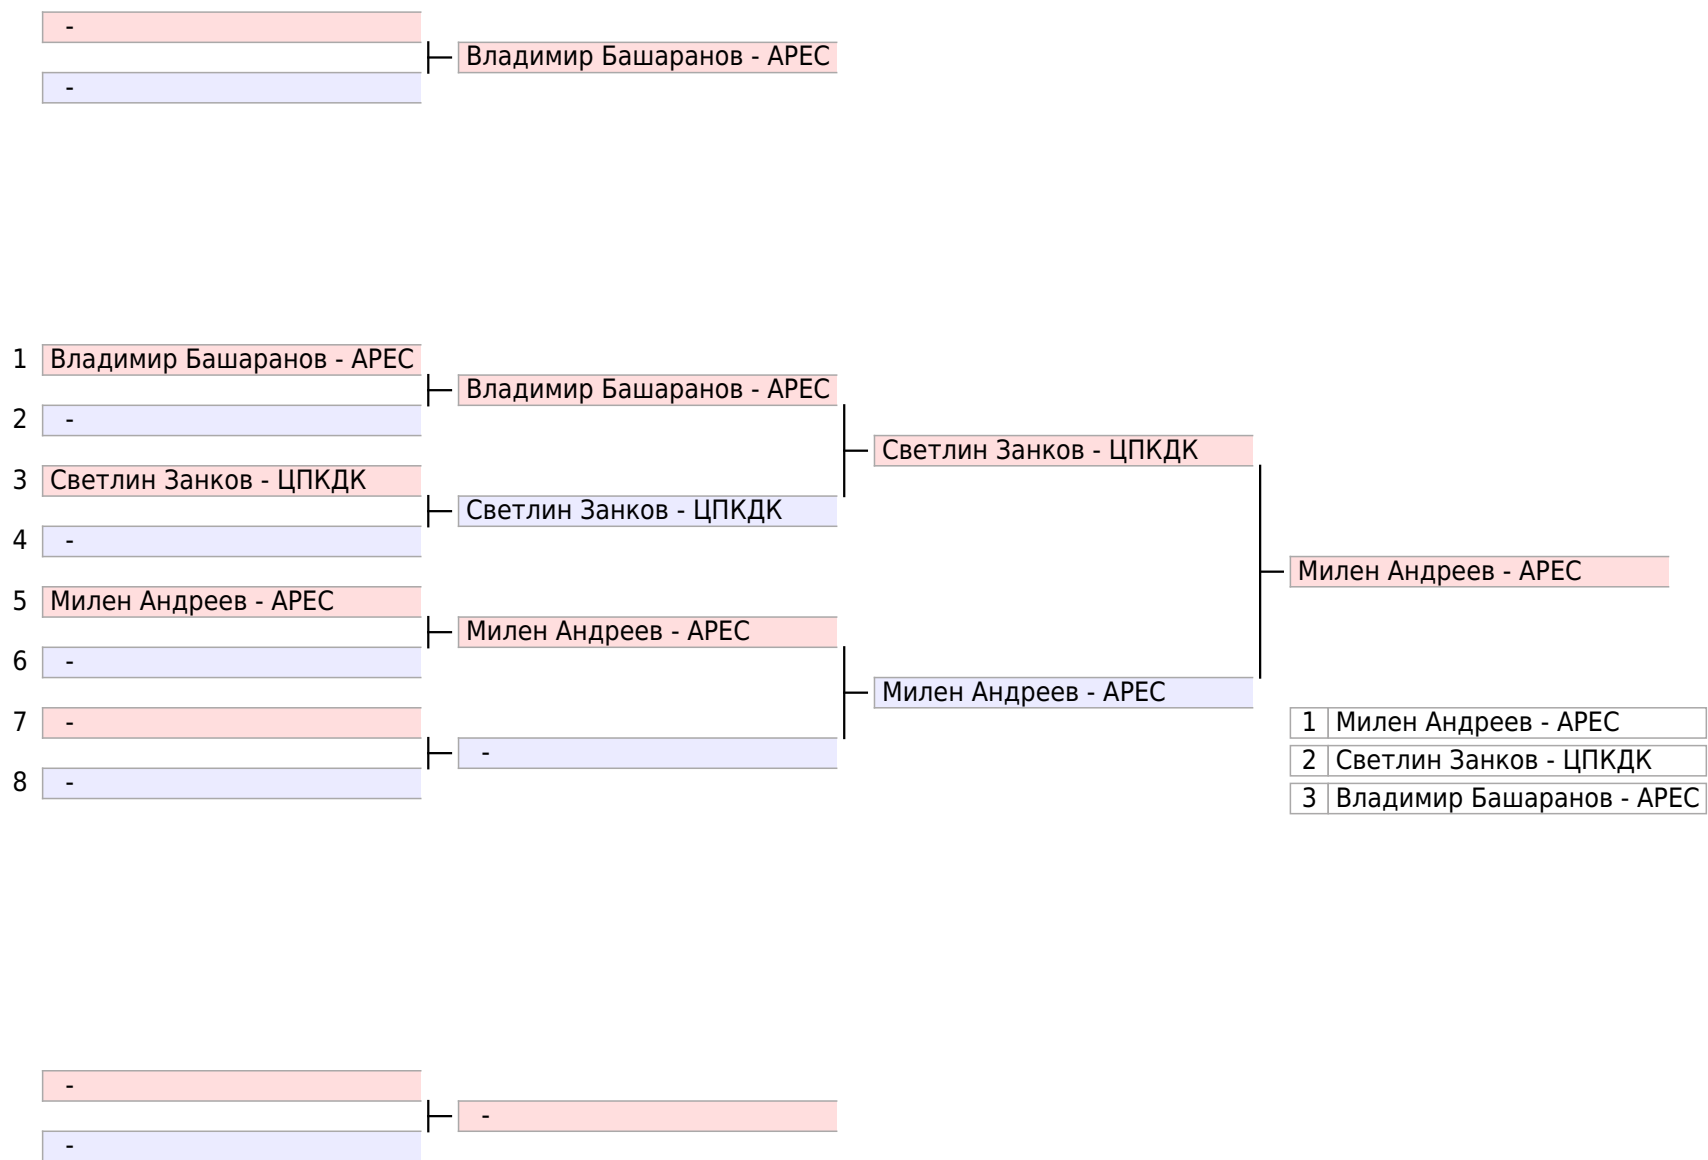 -
Владимир Башаранов - АРЕС
-
1 Владимир Башаранов - АРЕС
Владимир Башаранов - АРЕС
2 -
Светлин Занков - ЦПКДК
3 Светлин Занков - ЦПКДК
Светлин Занков - ЦПКДК
4 -
Милен Андреев - АРЕС
5 Милен Андреев - АРЕС
Милен Андреев - АРЕС
6 -
Милен Андреев - АРЕС
7 -
1 Милен Андреев - АРЕС
-
2 Светлин Занков - ЦПКДК
8 -
3 Владимир Башаранов - АРЕС
-
-
-